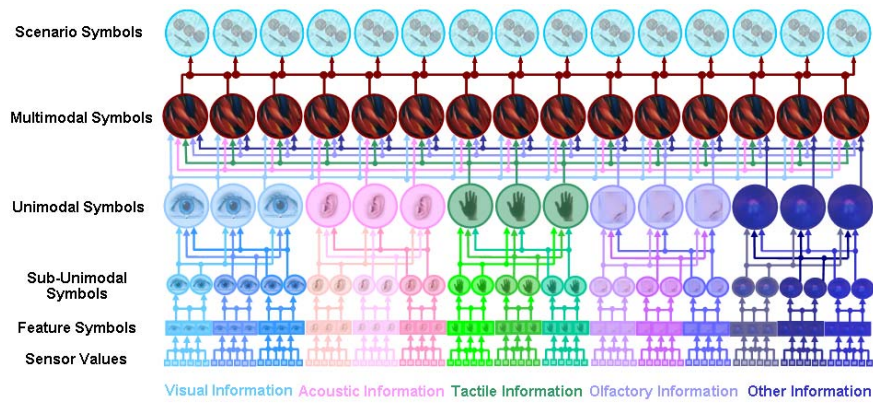 Scenario Symbols
Multimodal Symbols
Unimodal Symbols
Sub-Unimodal
Symbols
Feature Symbols
Sensor Values
Visual Information Acoustic Information Tactile Information Olfactory Information Other Information